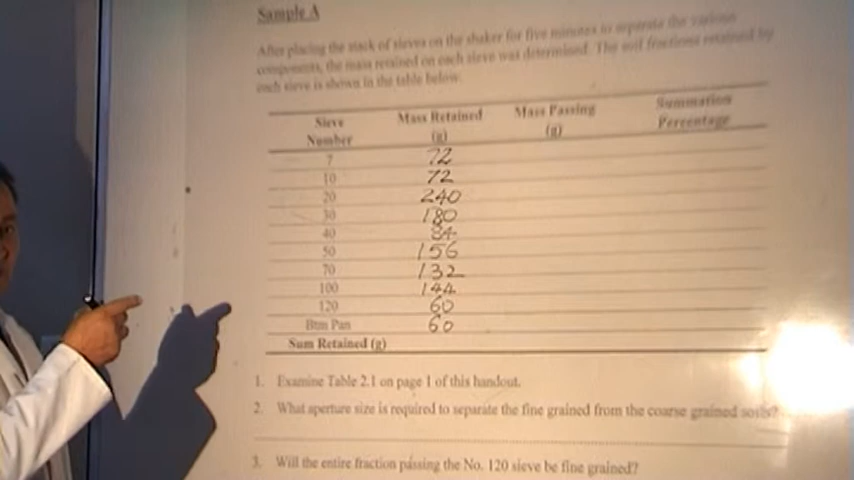 Sample A
After placing the stack of sieves on the shaker for five minutes to separate the various
components, the mass retained on each sieve was determined. The soil fractions retained by
each sieve is shown in the table below.
Sieve Number Mass Retained (g) Mass Passing (g) Summation Percentage
7 72
10 72
20 240
30 180
40 84
50 156
70 132
100 144
120 60
Btm Pan 60
Sum Retained (g)
1. Examine Table 2.1 on page 1 of this handout.
2. What aperture size is required to separate the fine grained from the coarse grained soils?
3. Will the entire fraction passing the No. 120 sieve be fine grained?